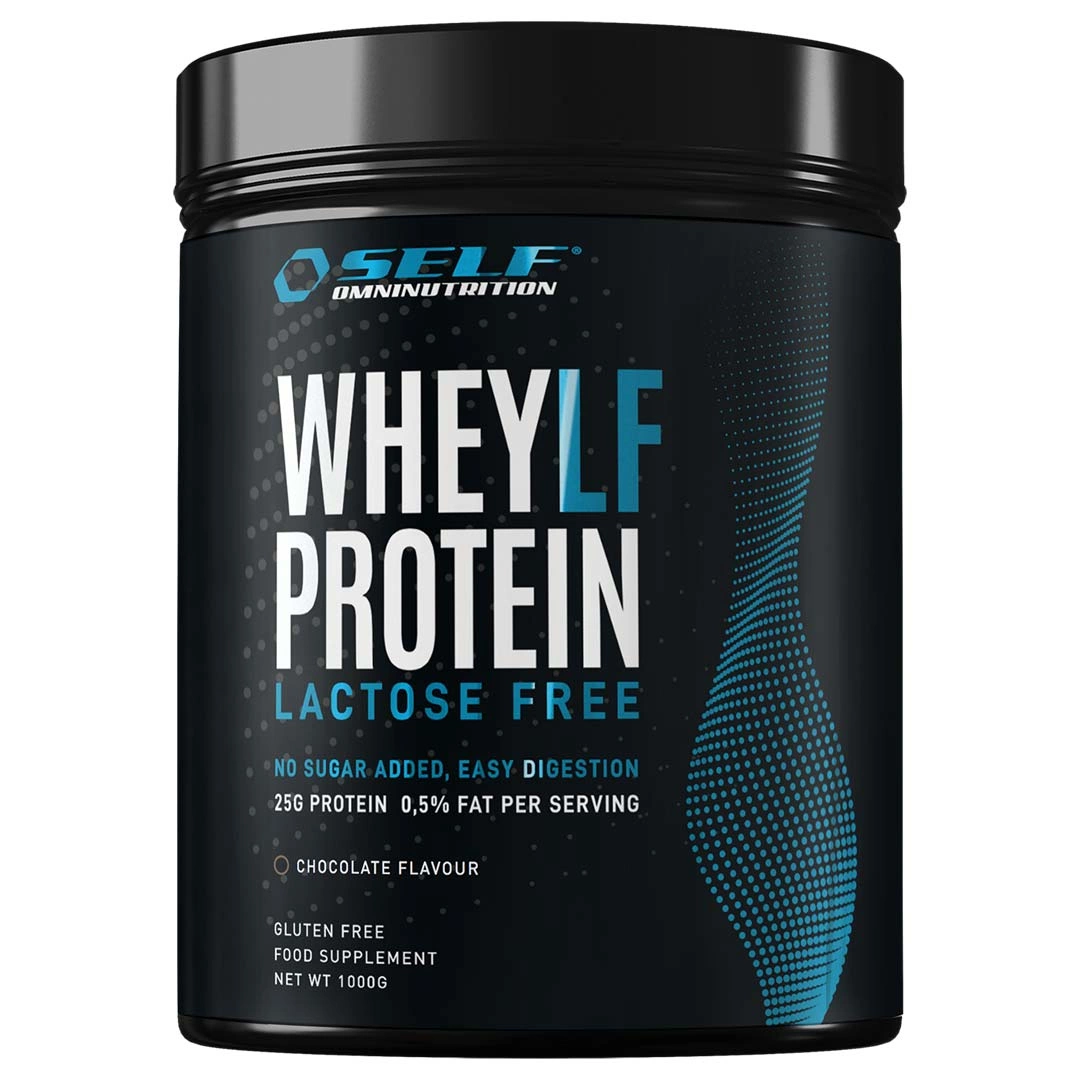 SELF®
OMNINUTRITION
WHEYLF
PROTEIN
LACTOSE FREE
NO SUGAR ADDED, EASY DIGESTION
25G PROTEIN 0,5% FAT PER SERVING
CHOCOLATE FLAVOUR
GLUTEN FREE
FOOD SUPPLEMENT
NET WT 1000G